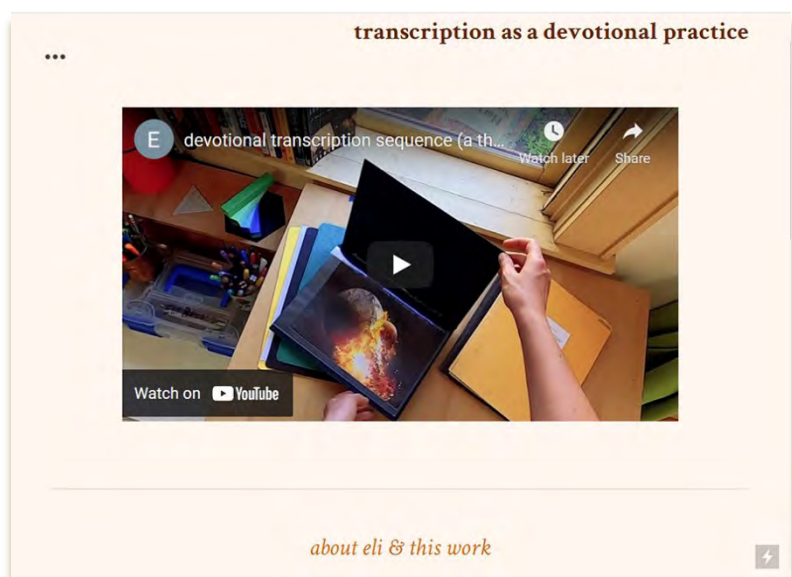 transcription as a devotional practice
•••
E devotional transcription sequence (a th...
Watch later Share
Watch on YouTube
about eli & this work